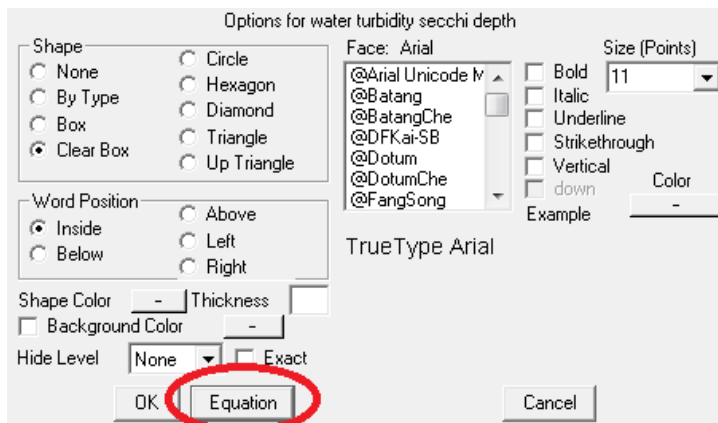 Options for water turbidity secchi depth
Shape
None
By Type
Box
Clear Box
Circle
Hexagon
Diamond
Triangle
Up Triangle
Word Position
Inside
Below
Above
Left
Right
Shape Color - Thickness
Background Color -
Hide Level None Exact
Face: Arial
@Arial Unicode M
@Batang
@BatangChe
@DFKai-SB
@Dotum
@DotumChe
@FangSong
Bold
Italic
Underline
Strikethrough
Vertical
down
Size (Points)
11
Color
-
Example
TrueType Arial
OK Equation Cancel